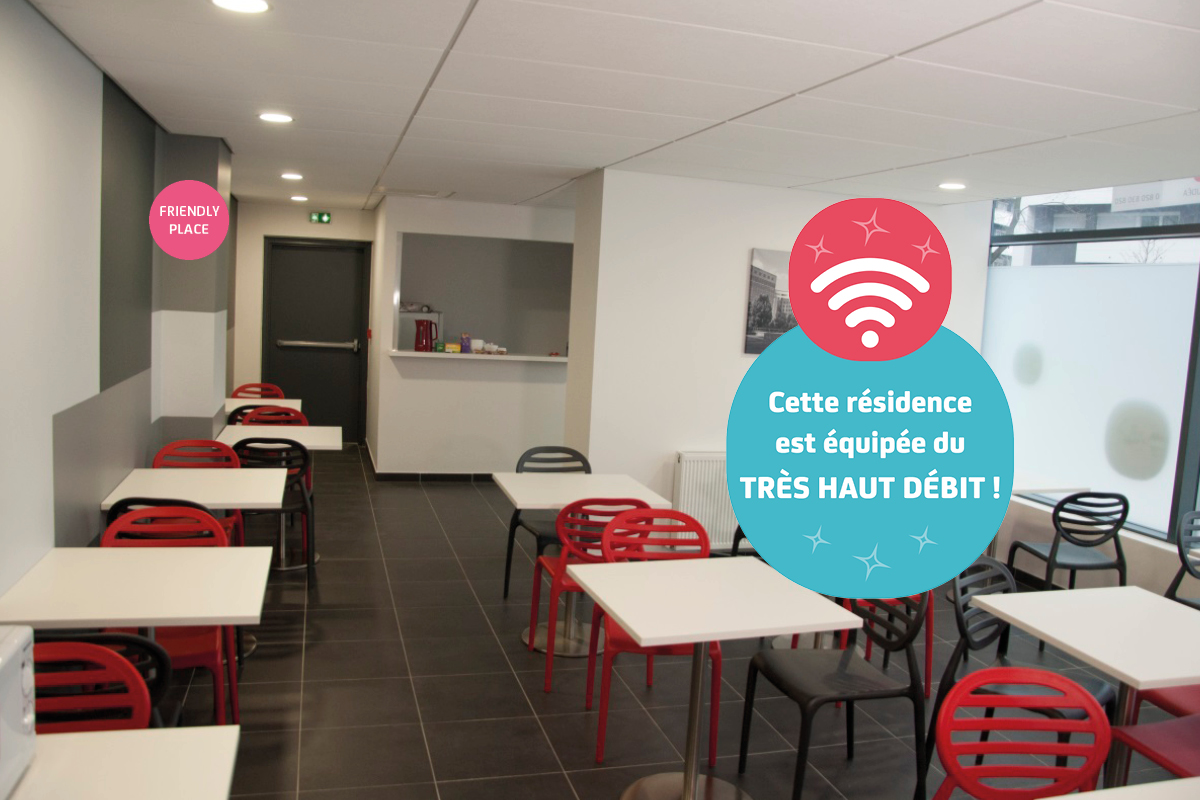 FRIENDLY
PLACE
Cette résidence
est équipée du
TRÈS HAUT DÉBIT !